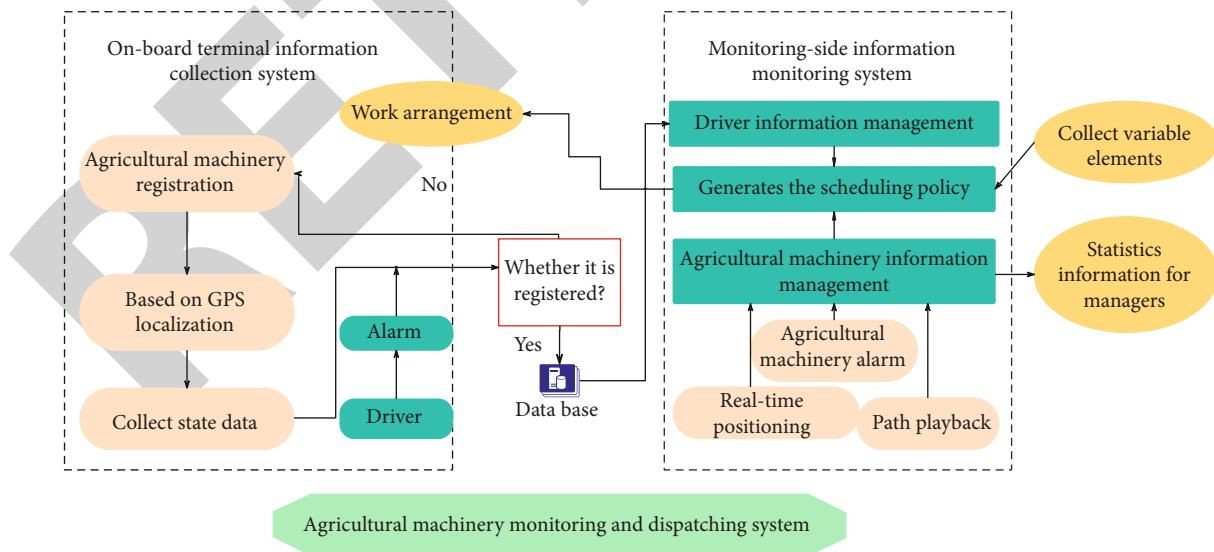 On-board terminal information
collection system
Work arrangement
Agricultural machinery
registration
Based on GPS
localization
Collect state data
Alarm
Driver
No
Whether it is
registered?
Yes
Data base
Monitoring-side information
monitoring system
Driver information management
Generates the scheduling policy
Agricultural machinery information
management
Agricultural
machinery alarm
Real-time
positioning
Path playback
Collect variable
elements
Statistics
information for
managers
Agricultural machinery monitoring and dispatching system